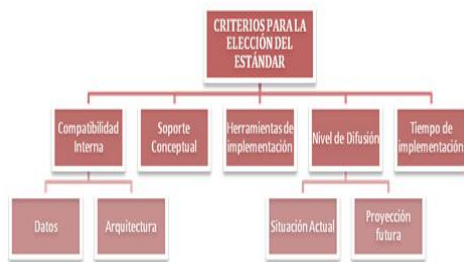 CRITERIOS PARA LA
ELECCIÓN DEL
ESTÁNDAR
Compatibilidad
Interna
Soporte
Conceptual
Herramientas de
implementación
Nivel de Difusión
Tiempo de
implementación
Datos
Arquitectura
Situación Actual
Proyección
futura